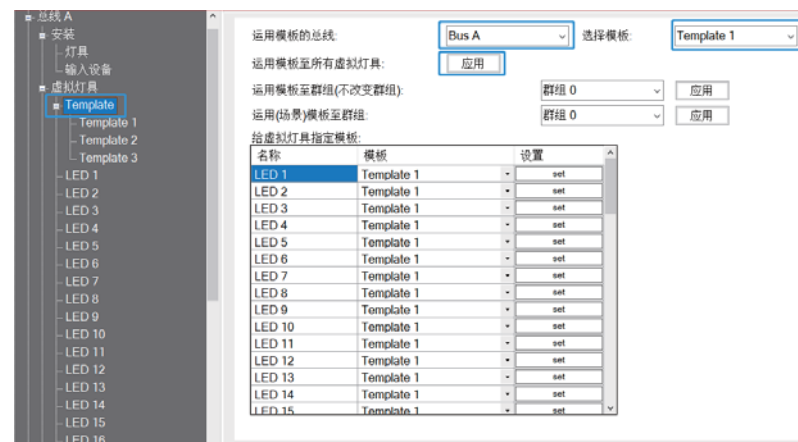 总线 A
安装
灯具
输入设备
虚拟灯具
Template
Template 1
Template 2
Template 3
LED 1
LED 2
LED 3
LED 4
LED 5
LED 6
LED 7
LED 8
LED 9
LED 10
LED 11
LED 12
LED 13
LED 14
LED 15
LED 16
运用模板的总线: Bus A 选择模板: Template 1
运用模板至所有虚拟灯具: 应用
运用模板至群组(不改变群组): 群组 0 应用
运用(场景)模板至群组: 群组 0 应用
给虚拟灯具指定模板:
名称 模板 设置
LED 1 Template 1 set
LED 2 Template 1 set
LED 3 Template 1 set
LED 4 Template 1 set
LED 5 Template 1 set
LED 6 Template 1 set
LED 7 Template 1 set
LED 8 Template 1 set
LED 9 Template 1 set
LED 10 Template 1 set
LED 11 Template 1 set
LED 12 Template 1 set
LED 13 Template 1 set
LED 14 Template 1 set
LED 15 Template 1 set